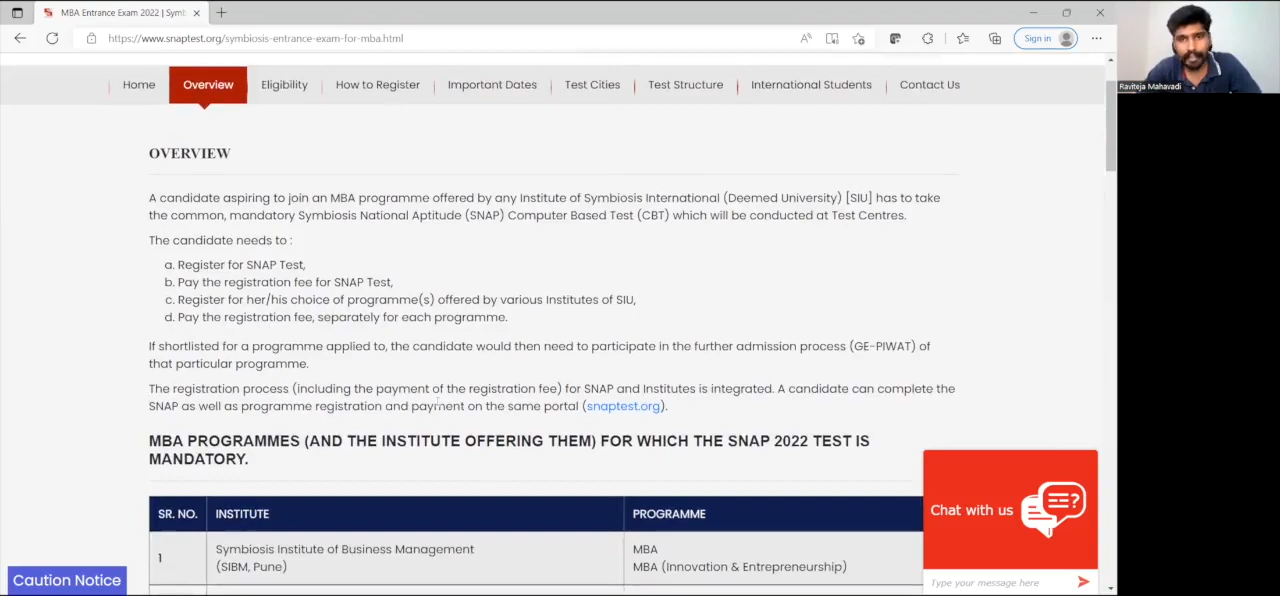 MBA Entrance Exam 2022 | Symb
https://www.snaptest.org/symbiosis-entrance-exam-for-mba.html
Sign in
Raviteja Mahavadi
Home
Overview
Eligibility
How to Register
Important Dates
Test Cities
Test Structure
International Students
Contact Us
OVERVIEW
A candidate aspiring to join an MBA programme offered by any Institute of Symbiosis International (Deemed University) [SIU] has to take
the common, mandatory Symbiosis National Aptitude (SNAP) Computer Based Test (CBT) which will be conducted at Test Centres.
The candidate needs to :
a. Register for SNAP Test,
b. Pay the registration fee for SNAP Test,
c. Register for her/his choice of programme(s) offered by various Institutes of SIU,
d. Pay the registration fee, separately for each programme.
If shortlisted for a programme applied to, the candidate would then need to participate in the further admission process (GE-PIWAT) of
that particular programme.
The registration process (including the payment of the registration fee) for SNAP and Institutes is integrated. A candidate can complete the
SNAP as well as programme registration and payment on the same portal (snaptest.org).
MBA PROGRAMMES (AND THE INSTITUTE OFFERING THEM) FOR WHICH THE SNAP 2022 TEST IS
MANDATORY.
SR. NO.
INSTITUTE
PROGRAMME
1
Symbiosis Institute of Business Management
(SIBM, Pune)
MBA
MBA (Innovation & Entrepreneurship)
Chat with us
Type your message here
Caution Notice